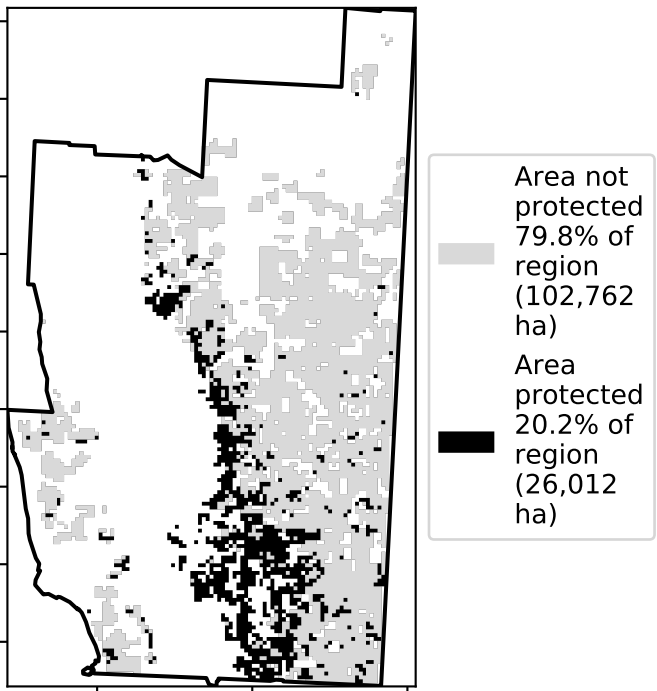 Area not
protected
79.8% of
region
(102,762
ha)
Area
protected
20.2% of
region
(26,012
ha)